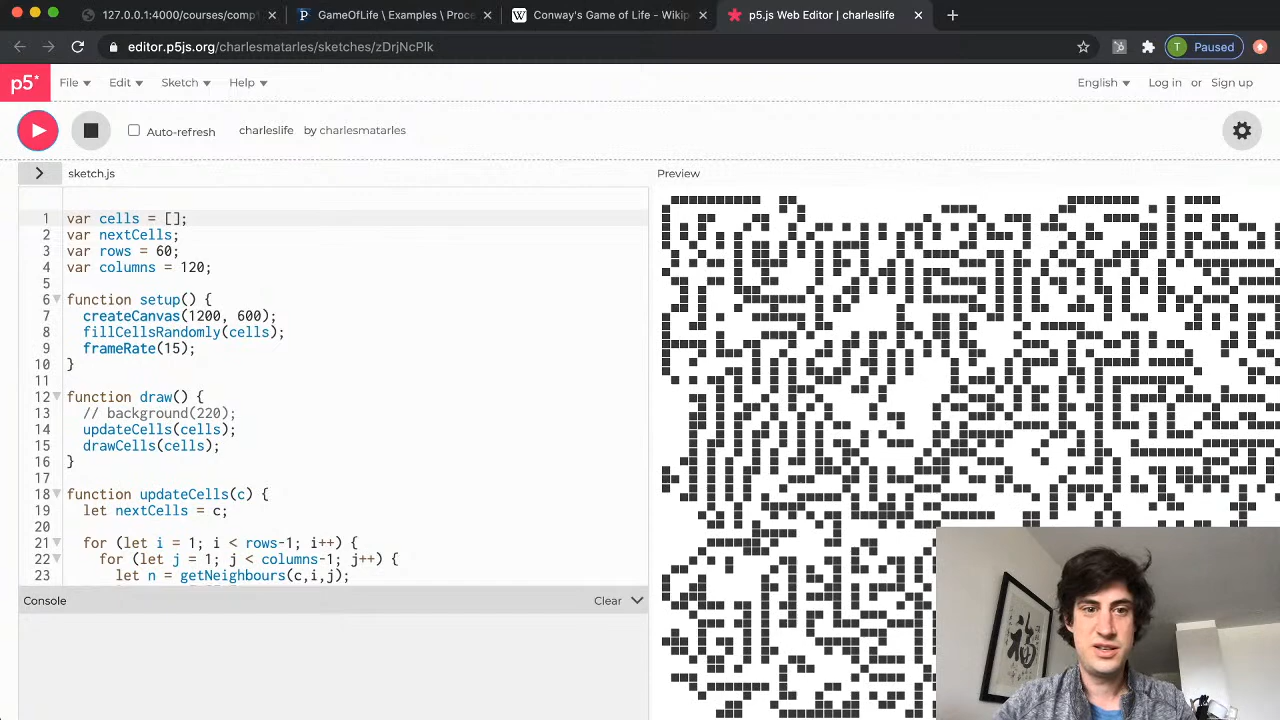 127.0.0.1:4000/courses/comp
GameOfLife \ Examples \ Proce
W Conway's Game of Life - Wikip
p5.js Web Editor | charleslife
editor.p5js.org/charlesmatarles/sketches/zDrjNcPlk
T Paused
p5*
File Edit Sketch Help
English Log in or Sign up
Auto-refresh charleslife by charlesmatarles
sketch.js
Preview
1 var cells = [];
2 var nextCells;
3 var rows = 60;
4 var columns = 120;
5
6 function setup() {
7 createCanvas(1200, 600);
8 fillCellsRandomly(cells);
9 frameRate(15);
10 }
11
12 function draw() {
13 // background(220);
14 updateCells(cells);
15 drawCells(cells);
16 }
17
18 function updateCells(c) {
19 let nextCells = c;
20
21 for (let i = 1; i < rows-1; i++) {
22 for (let j = 1; j < columns-1; j++) {
23 let n = getNeighbours(c,i,j);
Console
Clear
福